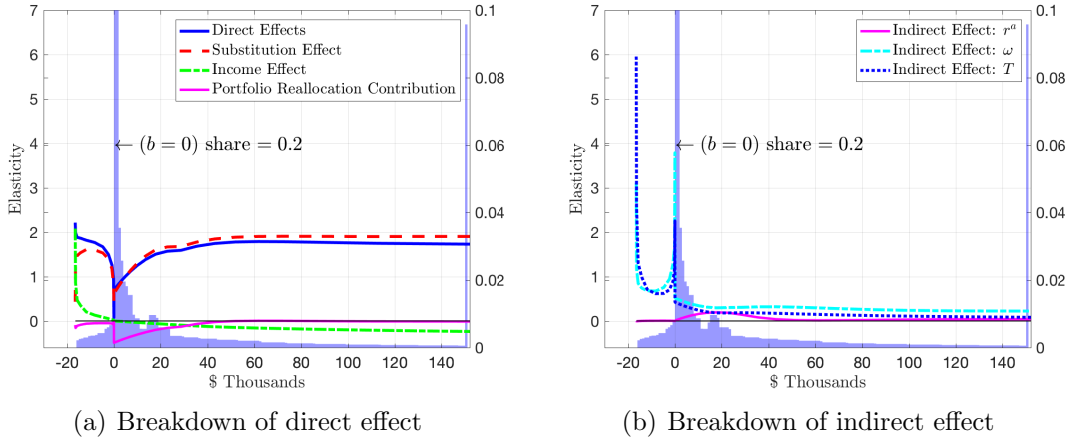 7
6
5
4
3
2
1
0
Elasticity
0.1
0.08
0.06
0.04
0.02
0
Direct Effects
Substitution Effect
Income Effect
Portfolio Reallocation Contribution
← (b = 0) share = 0.2
-20 0 20 40 60 80 100 120 140
$ Thousands
(a) Breakdown of direct effect
7
6
5
4
3
2
1
0
Elasticity
0.1
0.08
0.06
0.04
0.02
0
Indirect Effect: r^a
Indirect Effect: ω
Indirect Effect: T
← (b = 0) share = 0.2
-20 0 20 40 60 80 100 120 140
$ Thousands
(b) Breakdown of indirect effect